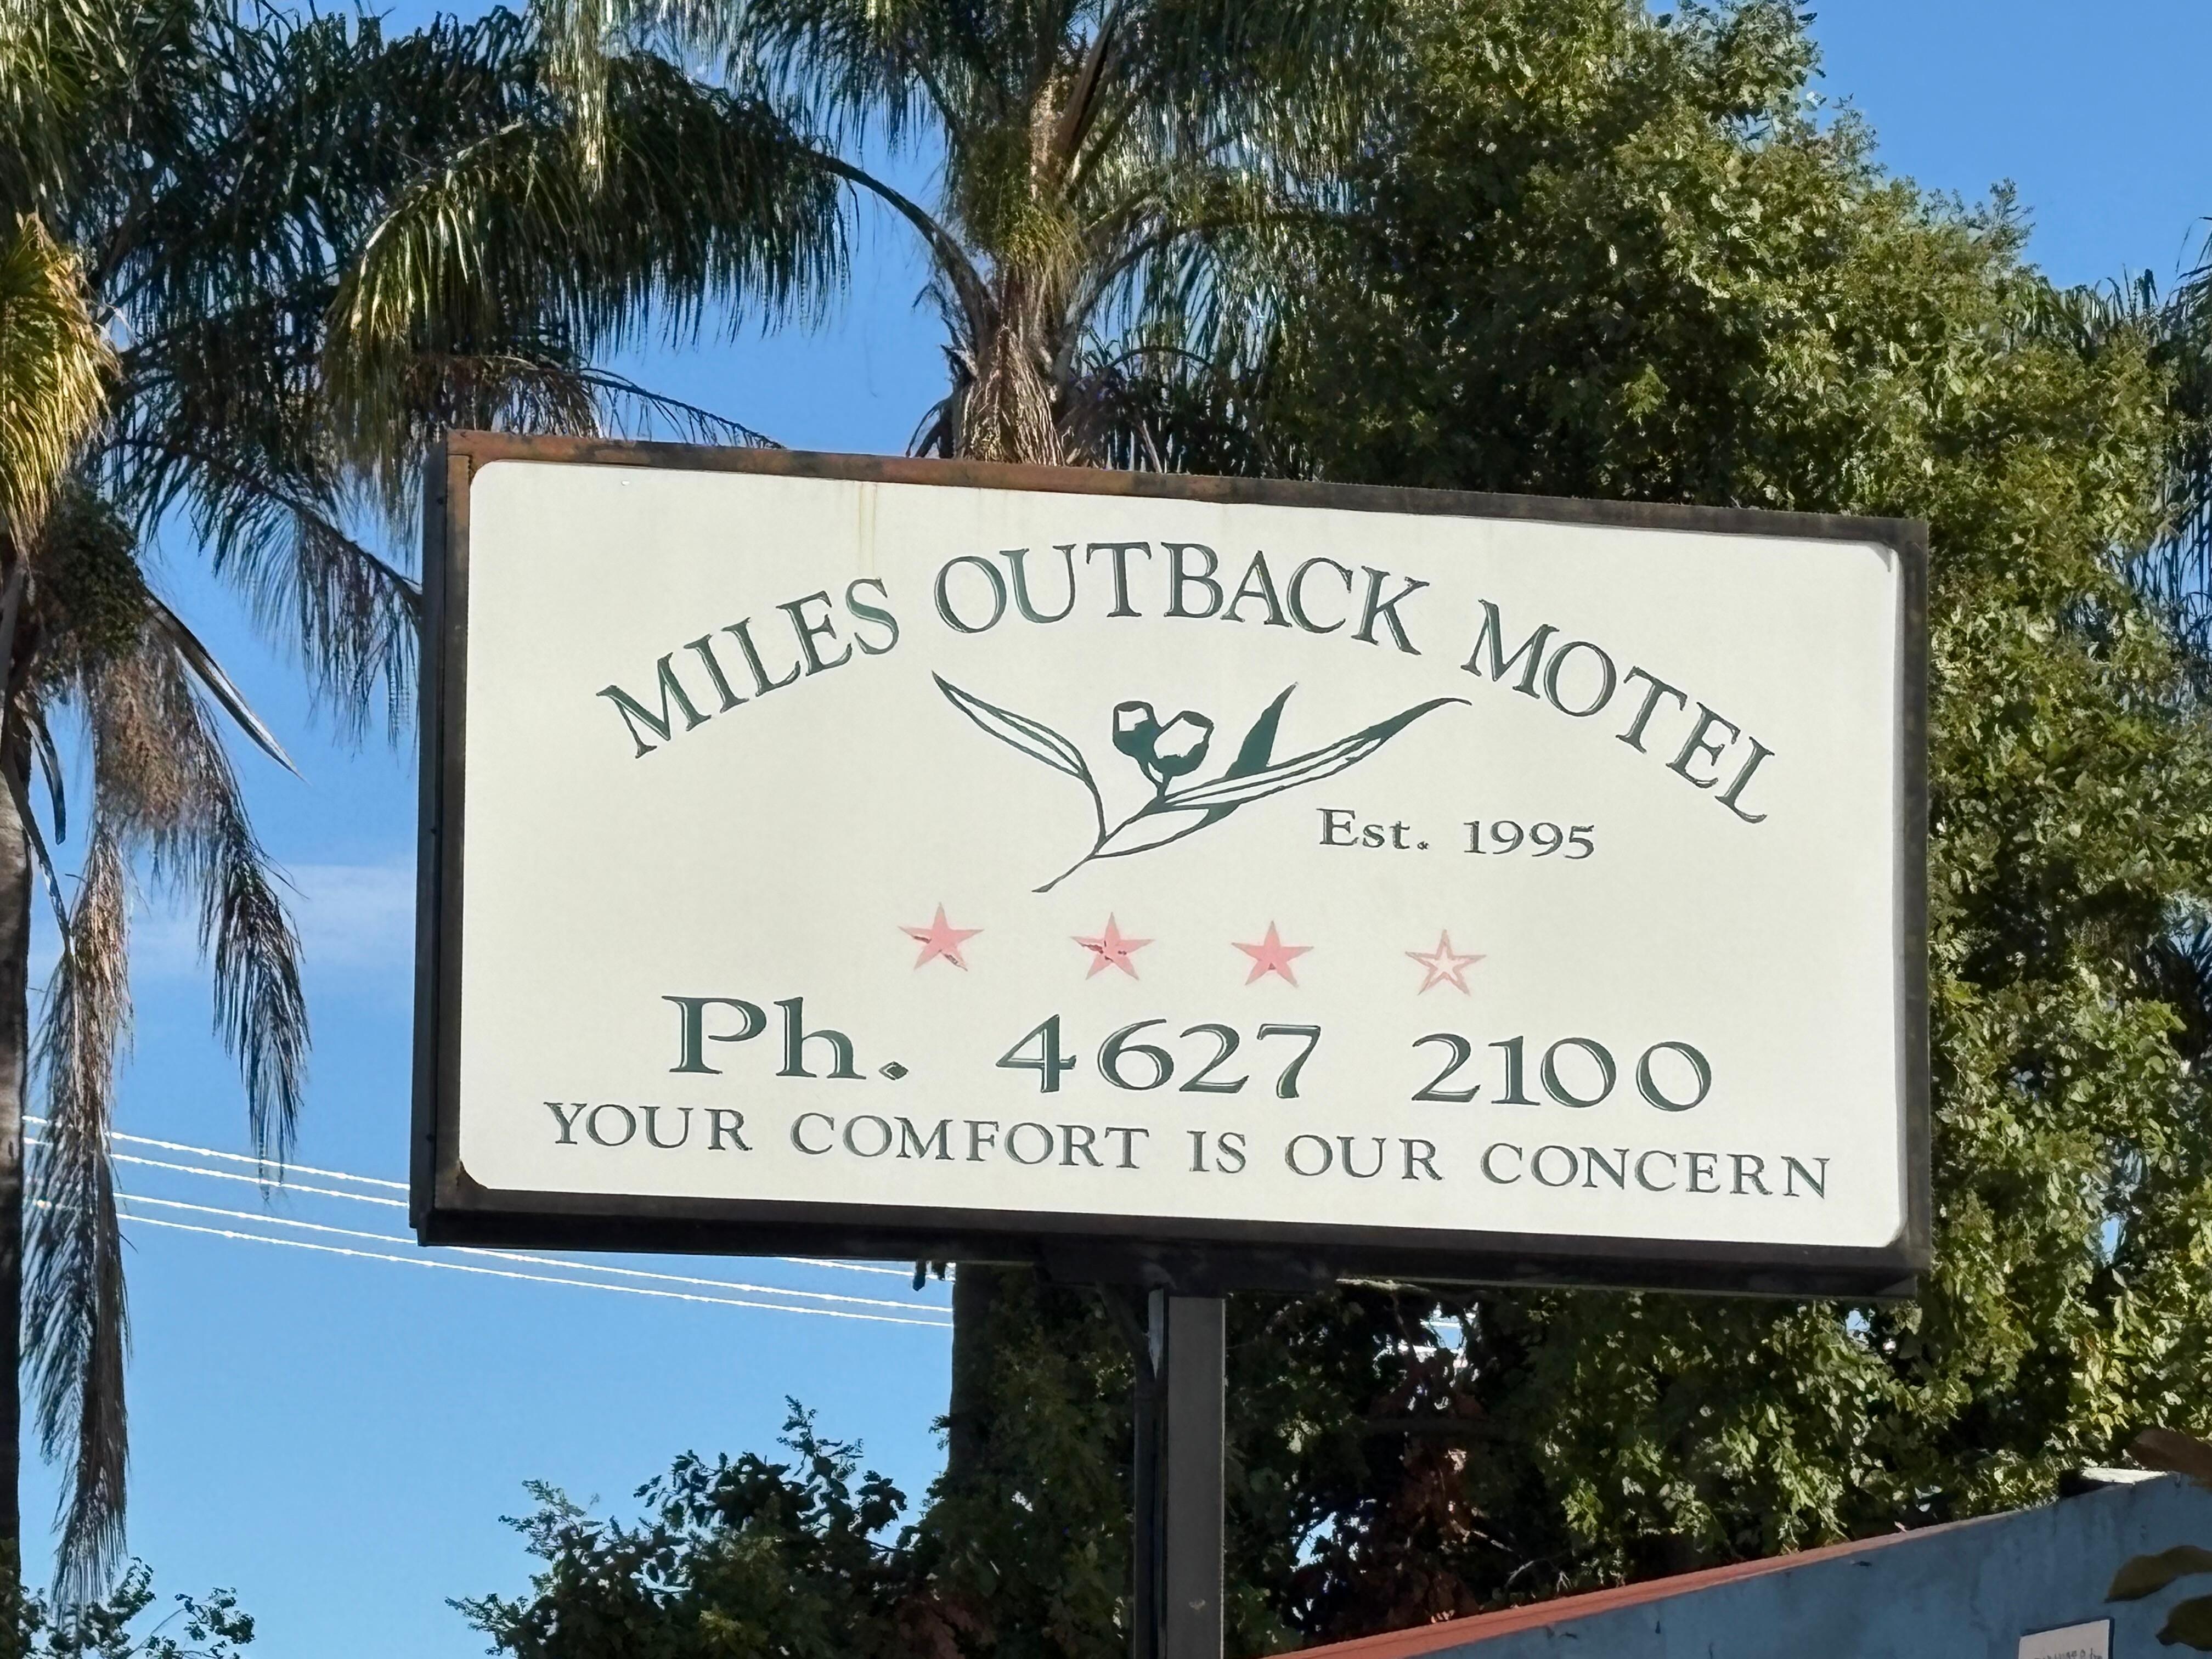 MILES OUTBACK MOTEL
Est. 1995
Ph. 4627 2100
YOUR COMFORT IS OUR CONCERN